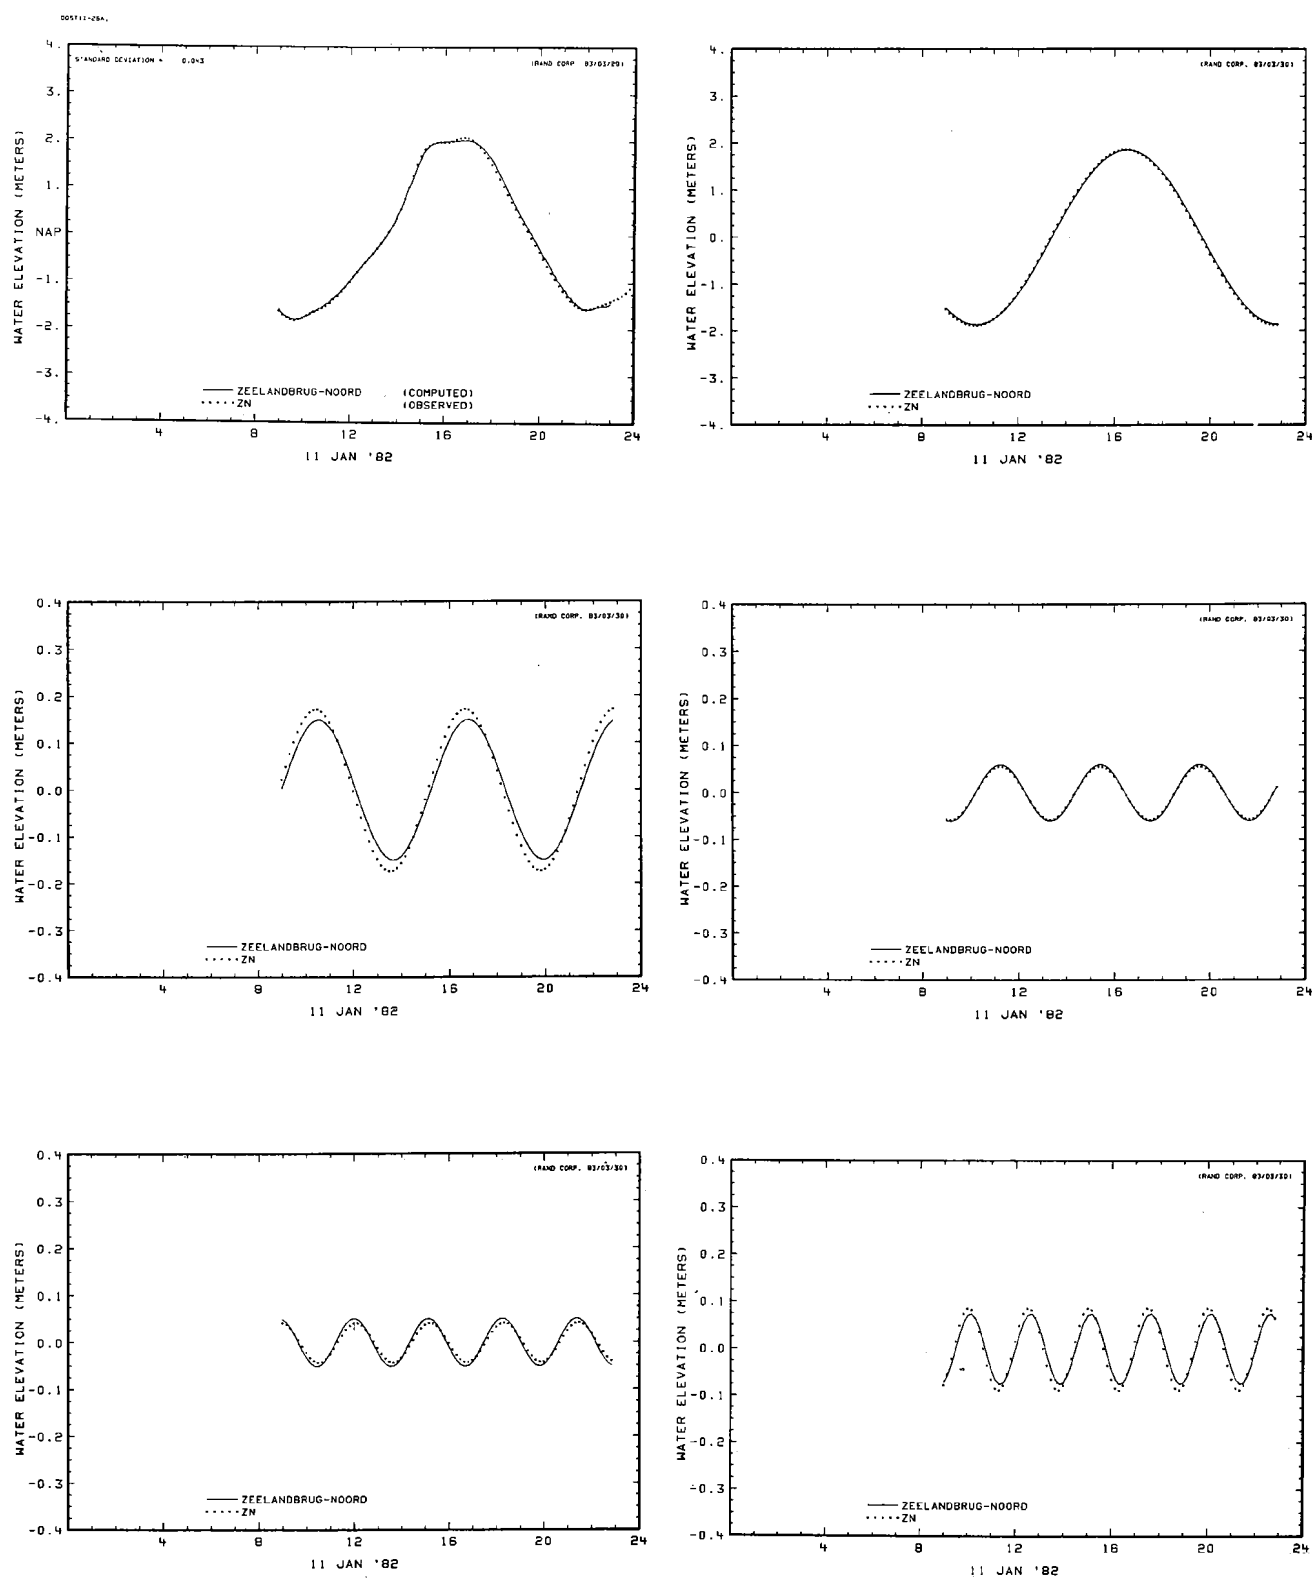 OOSTII-26A.
STANDARD DEVIATION = 0.043
(RAND CORP. 83/03/29)
4.
3.
2.
1.
NAP
-1.
-2.
-3.
-4.
WATER ELEVATION (METERS)
ZEELANDBRUG-NOORD (COMPUTED)
ZN (OBSERVED)
4 8 12 16 20 24
11 JAN '82
(RAND CORP. 83/03/30)
4.
3.
2.
1.
0.
-1.
-2.
-3.
-4.
WATER ELEVATION (METERS)
ZEELANDBRUG-NOORD
ZN
4 8 12 16 20 24
11 JAN '82
(RAND CORP. 83/03/30)
0.4
0.3
0.2
0.1
0.0
-0.1
-0.2
-0.3
-0.4
WATER ELEVATION (METERS)
ZEELANDBRUG-NOORD
ZN
4 8 12 16 20 24
11 JAN '82
(RAND CORP. 83/03/30)
0.4
0.3
0.2
0.1
0.0
-0.1
-0.2
-0.3
-0.4
WATER ELEVATION (METERS)
ZEELANDBRUG-NOORD
ZN
4 8 12 16 20 24
11 JAN '82
(RAND CORP. 83/03/30)
0.4
0.3
0.2
0.1
0.0
-0.1
-0.2
-0.3
-0.4
WATER ELEVATION (METERS)
ZEELANDBRUG-NOORD
ZN
4 8 12 16 20 24
11 JAN '82
(RAND CORP. 83/03/30)
0.4
0.3
0.2
0.1
0.0
-0.1
-0.2
-0.3
-0.4
WATER ELEVATION (METERS)
ZEELANDBRUG-NOORD
ZN
4 8 12 16 20 24
11 JAN '82